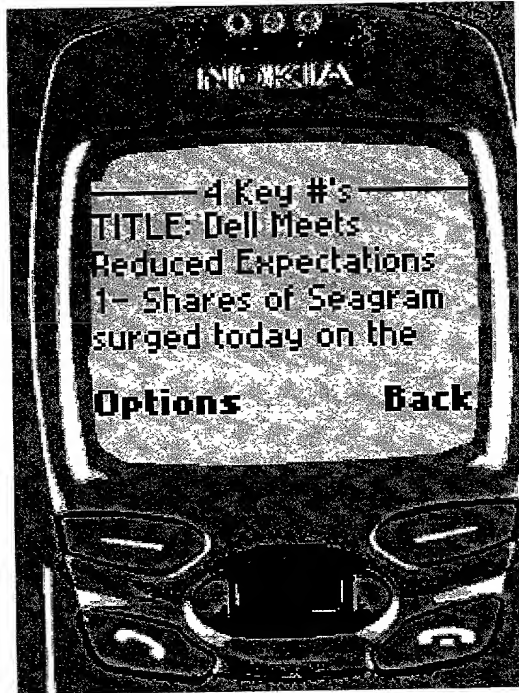 NOKIA
4 Key #'s
TITLE: Dell Meets
Reduced Expectations
1- Shares of Seagram
surged today on the
Options Back